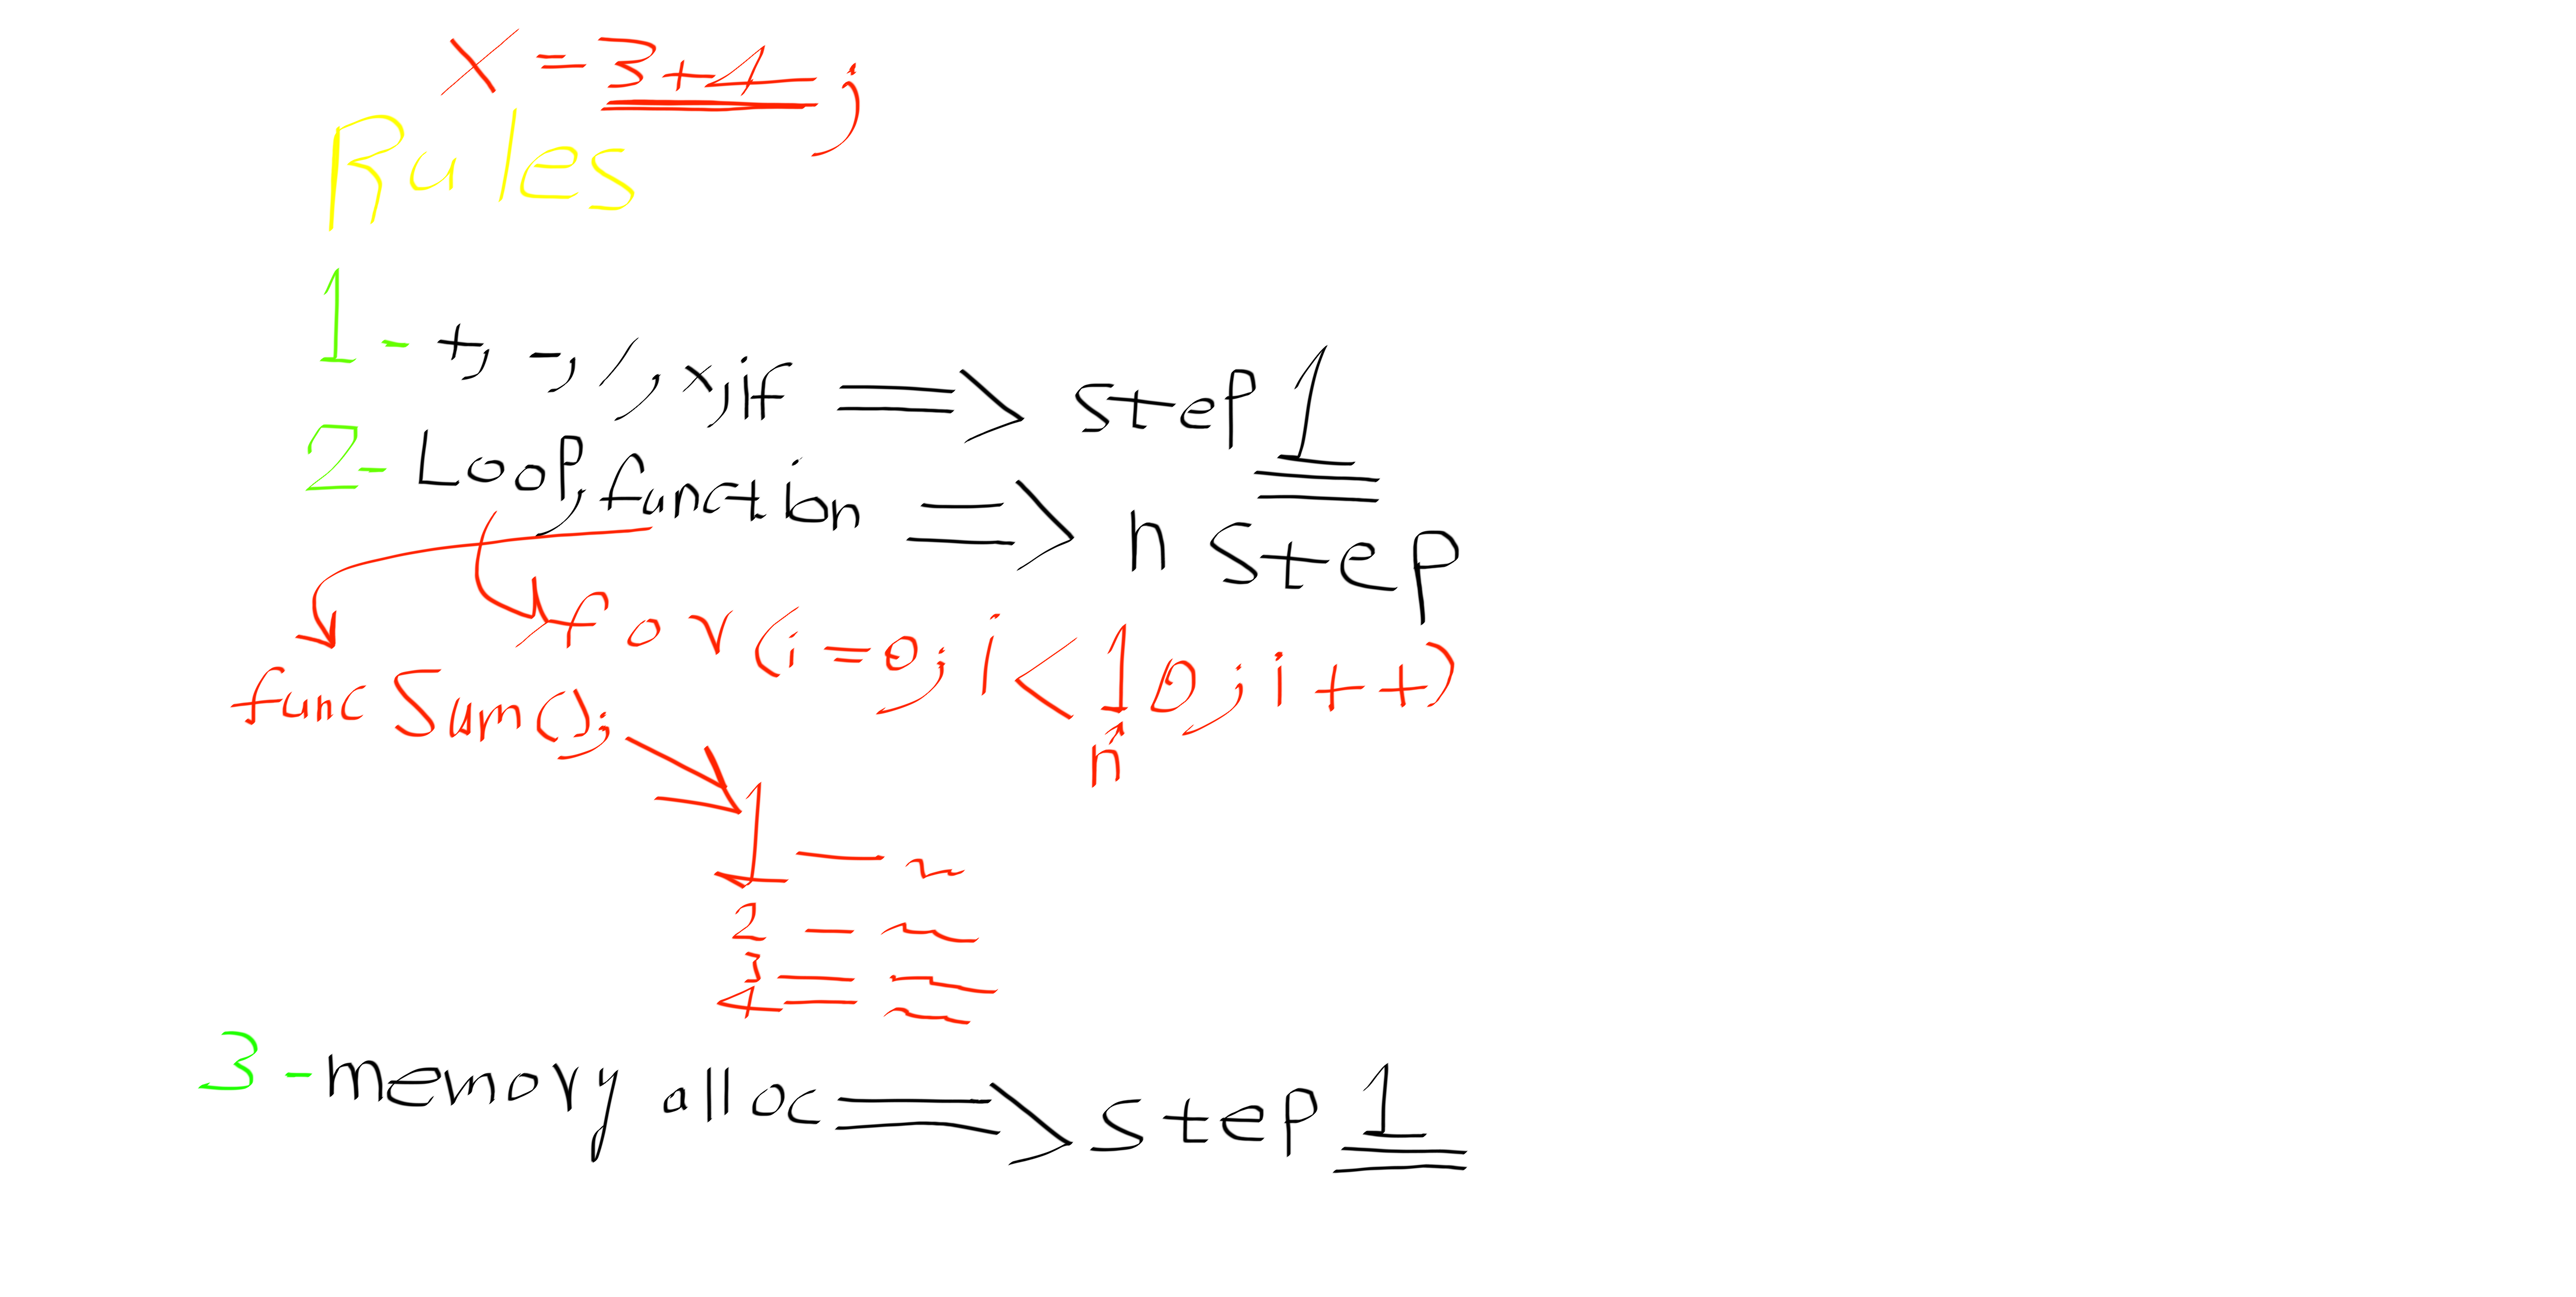 x = 3+4 ;
Rules
1 - +, -, /, x, if => step 1
2- Loop, function => n step
for(i=0; i<10; i++)
n
func Sum();
1 —
2 —
3 —
4 —
3 - memory alloc => step 1